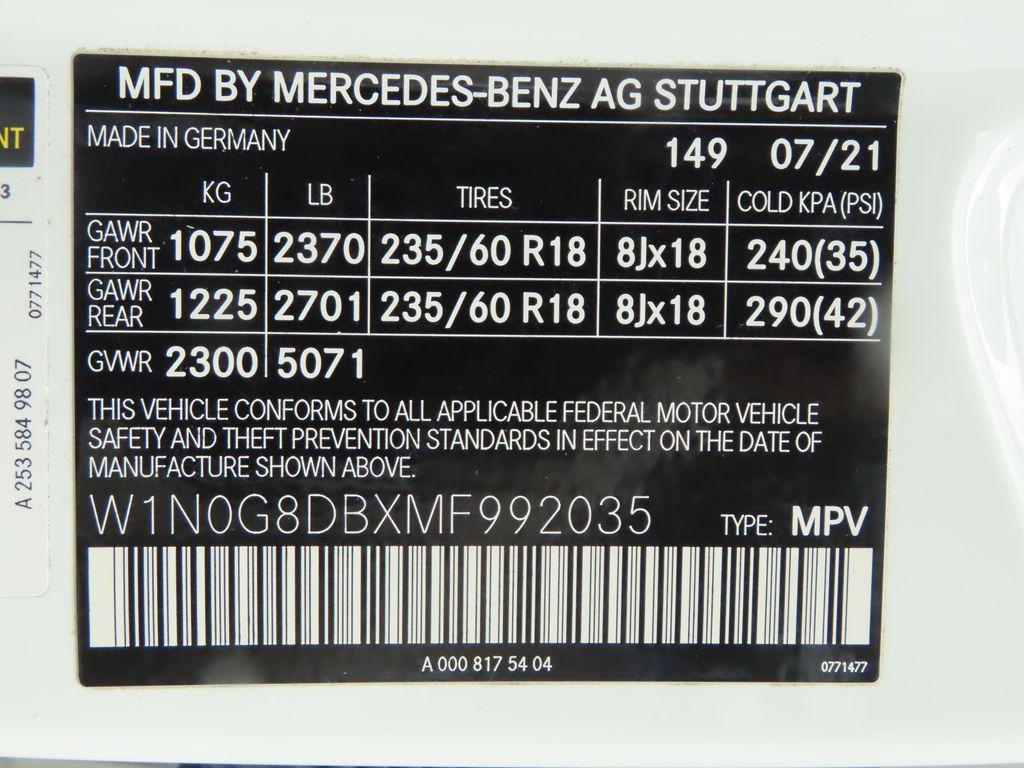 MFD BY MERCEDES-BENZ AG STUTTGART
MADE IN GERMANY 149 07/21
KG LB TIRES RIM SIZE COLD KPA (PSI)
GAWR FRONT 1075 2370 235/60 R18 8Jx18 240(35)
GAWR REAR 1225 2701 235/60 R18 8Jx18 290(42)
GVWR 2300 5071
THIS VEHICLE CONFORMS TO ALL APPLICABLE FEDERAL MOTOR VEHICLE
SAFETY AND THEFT PREVENTION STANDARDS IN EFFECT ON THE DATE OF
MANUFACTURE SHOWN ABOVE.
W1N0G8DBXMF992035 TYPE: MPV
A 000 817 54 04 0771477
NT
3
0771477
A 253 584 98 07